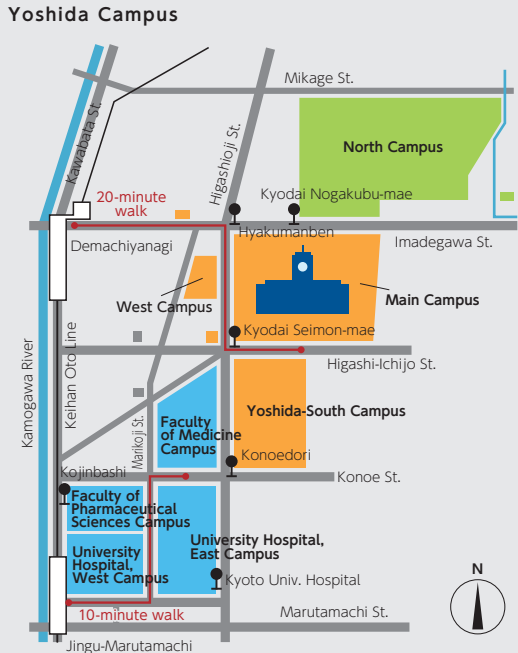 Yoshida Campus
Mikage St.
Kawabata St.
Higashioji St.
North Campus
20-minute
walk
Kyodai Nogakubu-mae
Hyakumanben
Imadegawa St.
Demachiyanagi
West Campus
Main Campus
Kyodai Seimon-mae
Higashi-Ichijo St.
Kamogawa River
Keihan Oto Line
Marikoji St.
Faculty
of Medicine
Campus
Yoshida-South Campus
Konoedori
Kojinbashi
Konoe St.
Faculty of
Pharmaceutical
Sciences Campus
University
Hospital,
West Campus
University Hospital,
East Campus
Kyoto Univ. Hospital
N
10-minute walk
Marutamachi St.
Jingu-Marutamachi